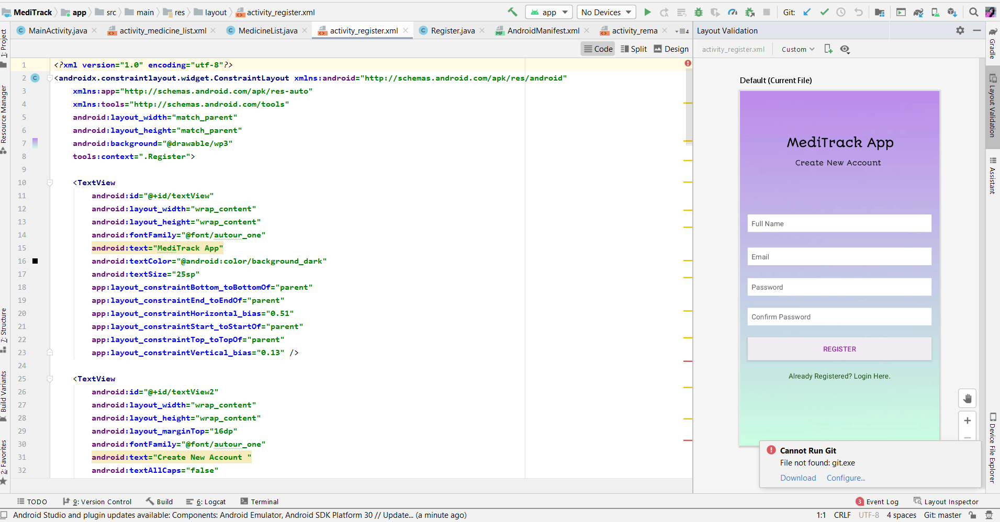 MediTrack app src main res layout activity_register.xml app No Devices Git:
MainActivity.java activity_medicine_list.xml MedicineList.java activity_register.xml Register.java AndroidManifest.xml activity_rema 4 Layout Validation
Code Split Design activity_register.xml Custom
1 <?xml version="1.0" encoding="utf-8"?>
2 <androidx.constraintlayout.widget.ConstraintLayout xmlns:android="http://schemas.android.com/apk/res/android"
3 xmlns:app="http://schemas.android.com/apk/res-auto"
4 xmlns:tools="http://schemas.android.com/tools"
5 android:layout_width="match_parent"
6 android:layout_height="match_parent"
7 android:background="@drawable/wp3"
8 tools:context=".Register">
9
10 <TextView
11 android:id="@+id/textView"
12 android:layout_width="wrap_content"
13 android:layout_height="wrap_content"
14 android:fontFamily="@font/autour_one"
15 android:text="MediTrack App"
16 android:textColor="@android:color/background_dark"
17 android:textSize="25sp"
18 app:layout_constraintBottom_toBottomOf="parent"
19 app:layout_constraintEnd_toEndOf="parent"
20 app:layout_constraintHorizontal_bias="0.51"
21 app:layout_constraintStart_toStartOf="parent"
22 app:layout_constraintTop_toTopOf="parent"
23 app:layout_constraintVertical_bias="0.13" />
24
25 <TextView
26 android:id="@+id/textView2"
27 android:layout_width="wrap_content"
28 android:layout_height="wrap_content"
29 android:layout_marginTop="16dp"
30 android:fontFamily="@font/autour_one"
31 android:text="Create New Account "
32 android:textAllCaps="false"
Default (Current File)
MediTrack App
Create New Account
Full Name
Email
Password
Confirm Password
REGISTER
Already Registered? Login Here.
Cannot Run Git
File not found: git.exe
Download Configure...
1: Project
Resource Manager
7: Structure
Build Variants
2: Favorites
Gradle
Layout Validation
Assistant
Device File Explorer
TODO 9: Version Control Build 6: Logcat Terminal 3 Event Log Layout Inspector
Android Studio and plugin updates available: Components: Android Emulator, Android SDK Platform 30 // Update... (a minute ago) 1:1 CRLF UTF-8 4 spaces Git: master